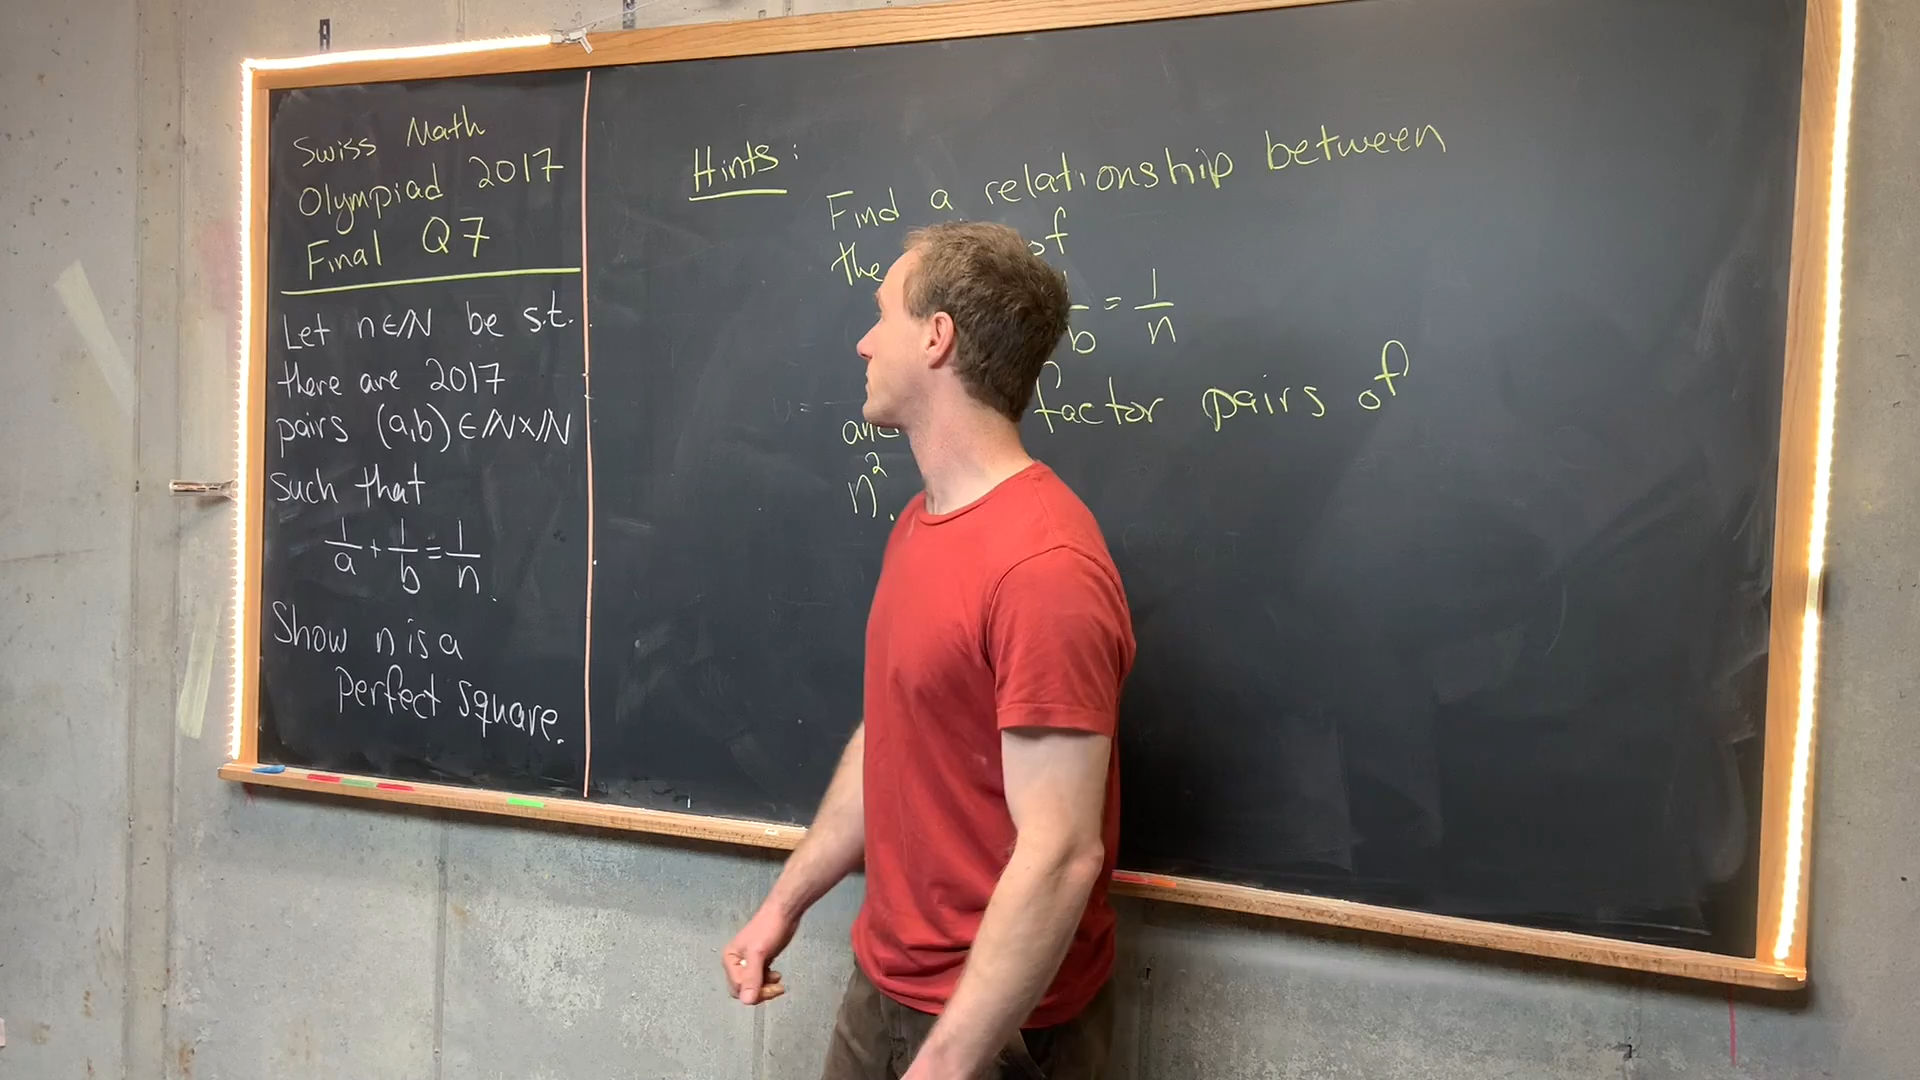 Swiss Math
Olympiad 2017
Final Q7
Let n∈ℕ be s.t.
there are 2017
pairs (a,b)∈ℕ×ℕ
such that
1/a + 1/b = 1/n.
Show n is a
perfect square.
Hints:
Find a relationship between
the of
b = 1/n
factor pairs of
n².